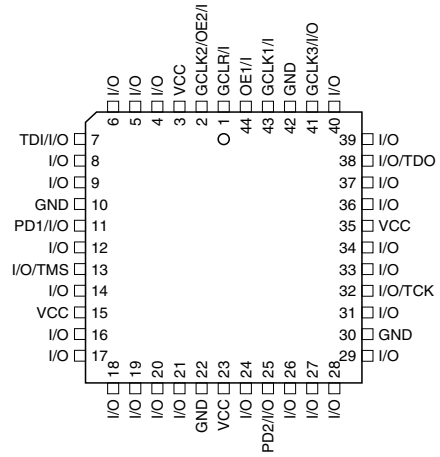 I/O
I/O
I/O
VCC
GCLK2/OE2/I
GCLR/I
OE1/I
GCLK1/I
GND
GCLK3/I/O
I/O
6
5
4
3
2
1
44
43
42
41
40
TDI/I/O 7
I/O 8
I/O 9
GND 10
PD1/I/O 11
I/O 12
I/O/TMS 13
I/O 14
VCC 15
I/O 16
I/O 17
39 I/O
38 I/O/TDO
37 I/O
36 I/O
35 VCC
34 I/O
33 I/O
32 I/O/TCK
31 I/O
30 GND
29 I/O
18
19
20
21
22
23
24
25
26
27
28
I/O
I/O
I/O
I/O
GND
VCC
I/O
PD2/I/O
I/O
I/O
I/O